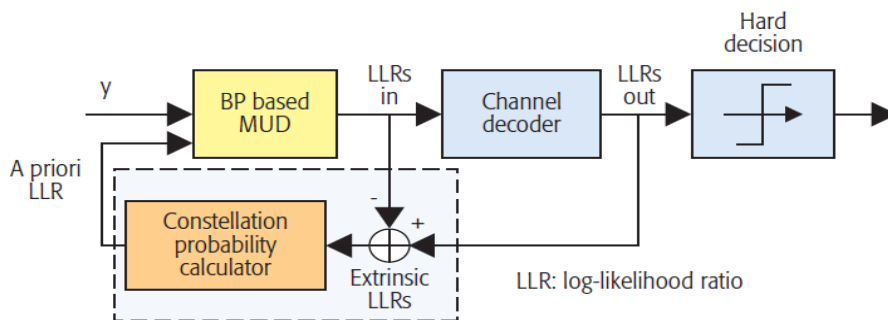 Hard
decision
y
BP based
MUD
LLRs
in
Channel
decoder
LLRs
out
A priori
LLR
Constellation
probability
calculator
-
+
Extrinsic
LLRs
LLR: log-likelihood ratio